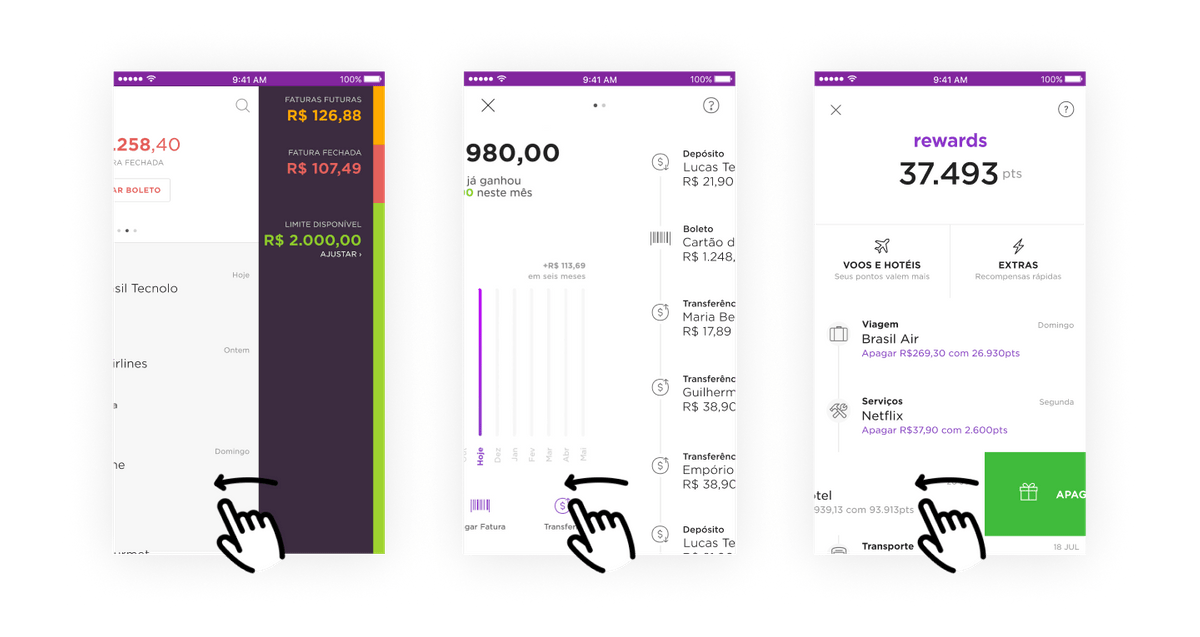 9:41 AM
100%
.258,40
RA FECHADA
AR BOLETO
Hoje
sil Tecnolo
Ontem
irlines
a
Domingo
ne
urmet
FATURAS FUTURAS
R$ 126,88
FATURA FECHADA
R$ 107,49
LIMITE DISPONÍVEL
R$ 2.000,00
AJUSTAR ›
9:41 AM
100%
?
980,00
já ganhou
00 neste mês
+R$ 113,69
em seis meses
Hoje
Dez
Jan
Fev
Mar
Abr
Mai
gar Fatura
Transfer
Depósito
Lucas Te
R$ 21,90
Boleto
Cartão d
R$ 1.248,
Transferênc
Maria Be
R$ 17,89
Transferênc
Guilherm
R$ 38,90
Transferênc
Empório
R$ 38,90
Depósito
Lucas Te
9:41 AM
100%
?
rewards
37.493 pts
VOOS E HOTÉIS
Seus pontos valem mais
EXTRAS
Recompensas rápidas
Viagem
Domingo
Brasil Air
Apagar R$269,30 com 26.930pts
Serviços
Segunda
Netflix
Apagar R$37,90 com 2.600pts
tel
939,13 com 93.913pts
APAG
Transporte
18 JUL